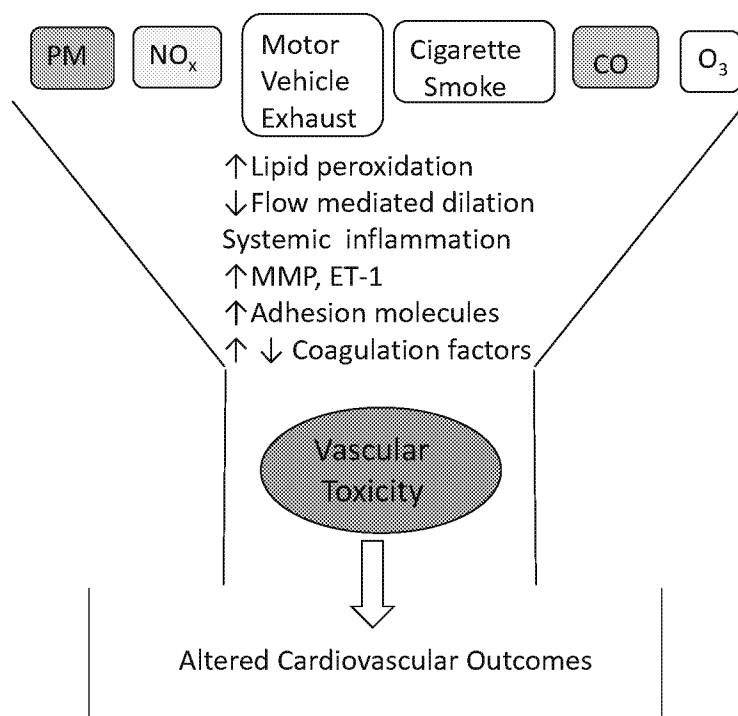 PM
NOₓ
Motor
Vehicle
Exhaust
Cigarette
Smoke
CO
O₃
↑Lipid peroxidation
↓Flow mediated dilation
Systemic inflammation
↑MMP, ET-1
↑Adhesion molecules
↑ ↓ Coagulation factors
Vascular
Toxicity
Altered Cardiovascular Outcomes